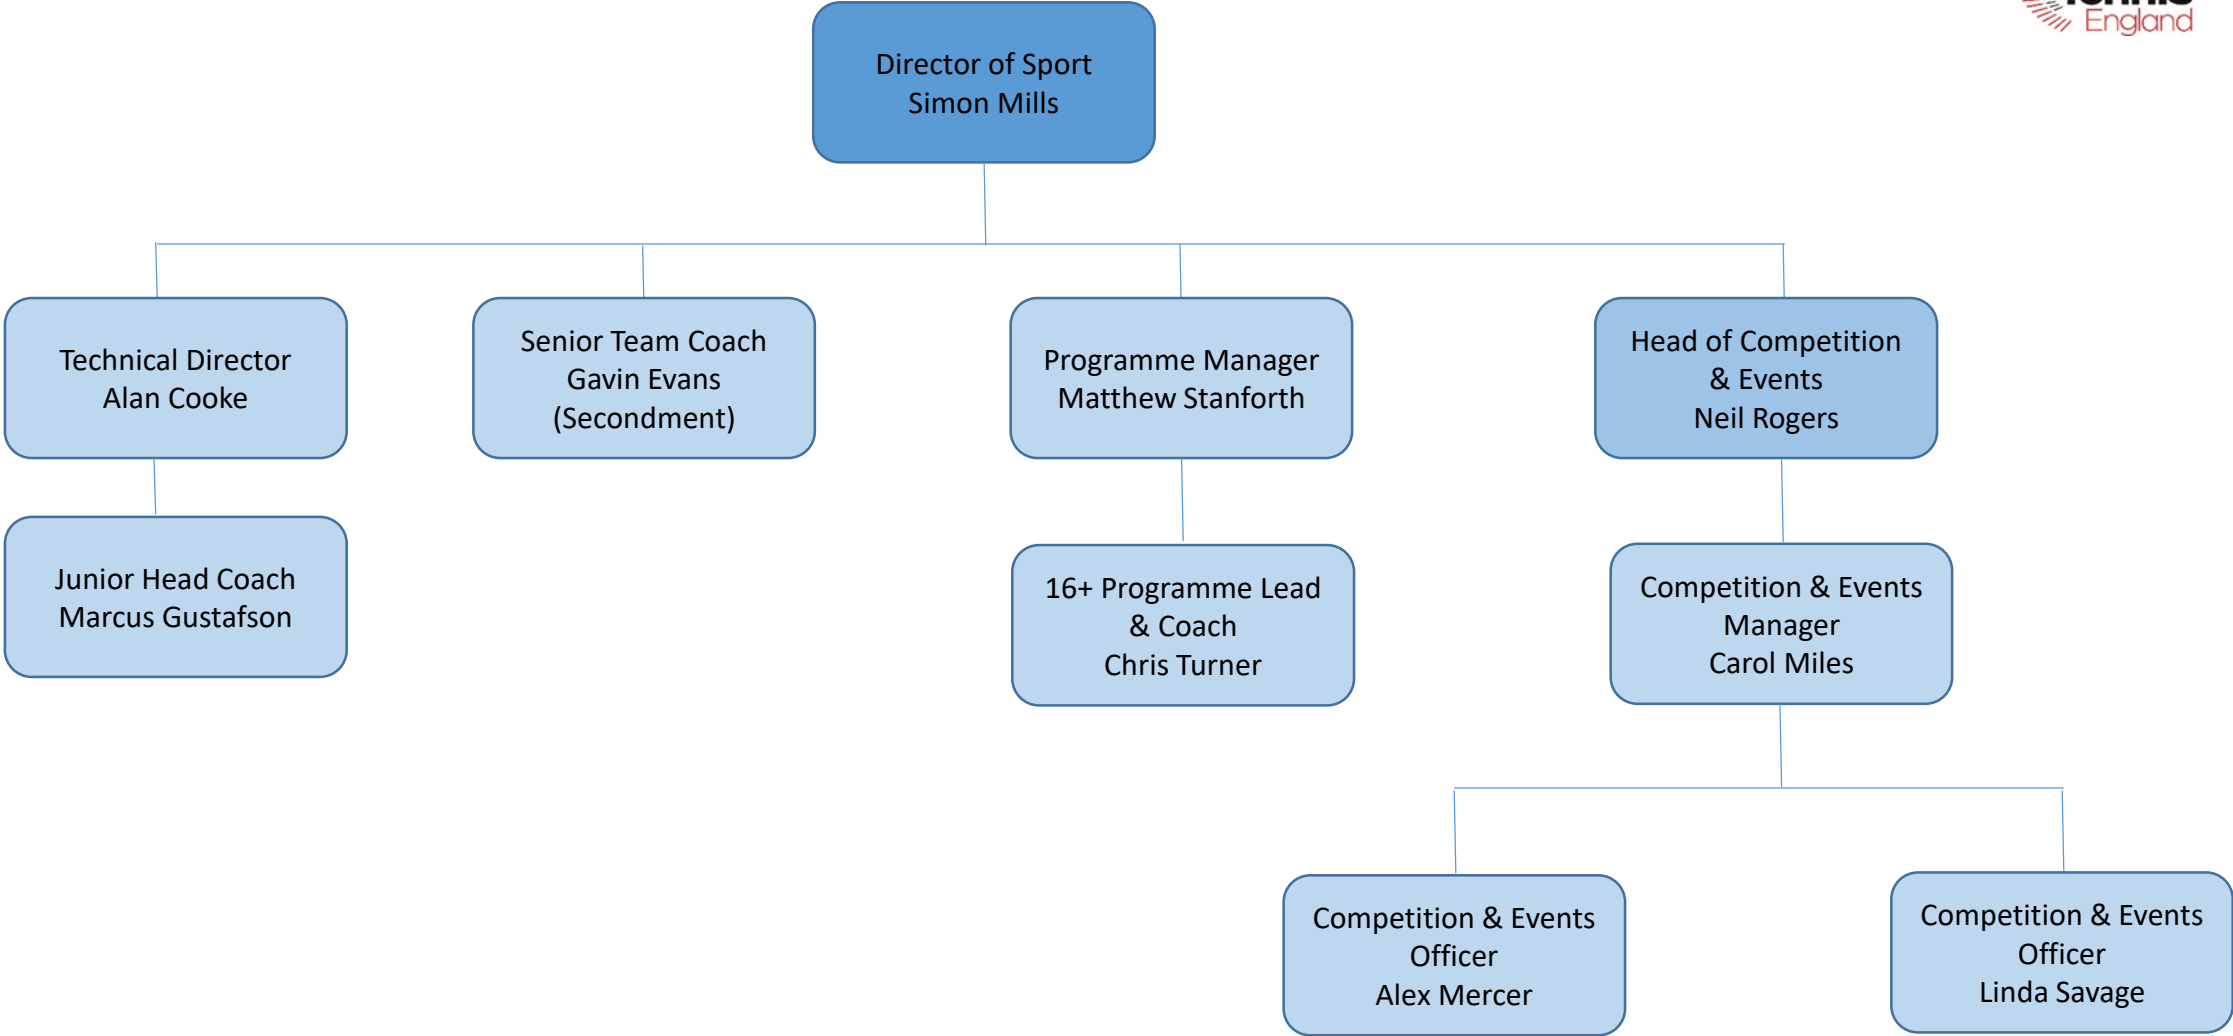 England
Director of Sport
Simon Mills
Technical Director
Alan Cooke
Senior Team Coach
Gavin Evans
(Secondment)
Programme Manager
Matthew Stanforth
Head of Competition
& Events
Neil Rogers
Junior Head Coach
Marcus Gustafson
16+ Programme Lead
& Coach
Chris Turner
Competition & Events
Manager
Carol Miles
Competition & Events
Officer
Alex Mercer
Competition & Events
Officer
Linda Savage